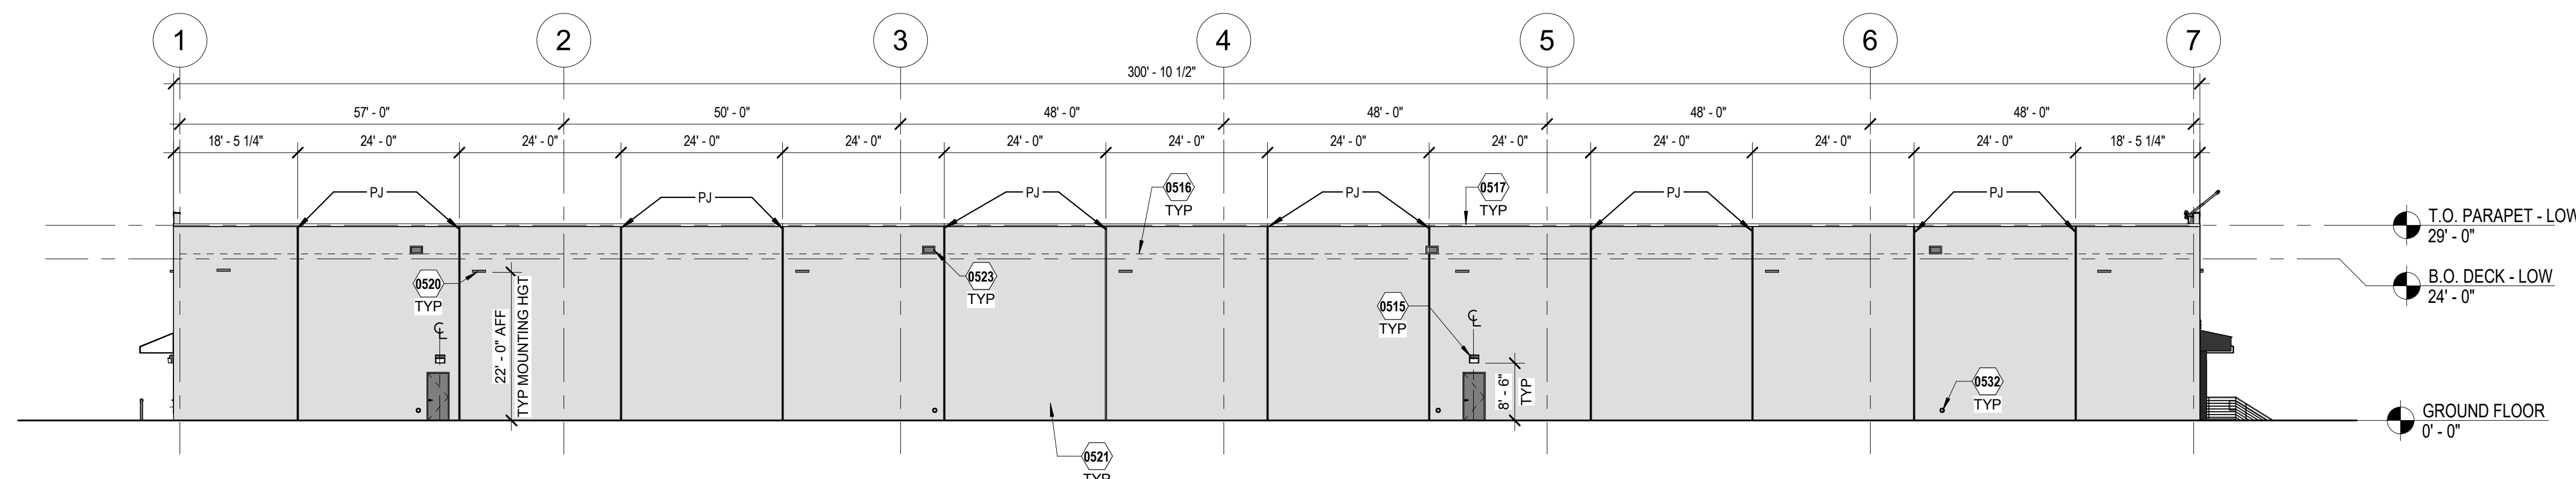 1 2 3 4 5 6 7
300' - 10 1/2"
57' - 0" 50' - 0" 48' - 0" 48' - 0" 48' - 0" 48' - 0"
18' - 5 1/4" 24' - 0" 24' - 0" 24' - 0" 24' - 0" 24' - 0" 24' - 0" 24' - 0" 24' - 0" 24' - 0" 24' - 0" 24' - 0" 18' - 5 1/4"
PJ PJ PJ PJ PJ PJ
0516
TYP
0517
TYP
T.O. PARAPET - LOW
29' - 0"
B.O. DECK - LOW
24' - 0"
0520
TYP
0523
TYP
0515
TYP
22' - 0" AFF
TYP MOUNTING HGT
CL
CL
8' - 6"
TYP
0532
TYP
GROUND FLOOR
0' - 0"
0521
TYP